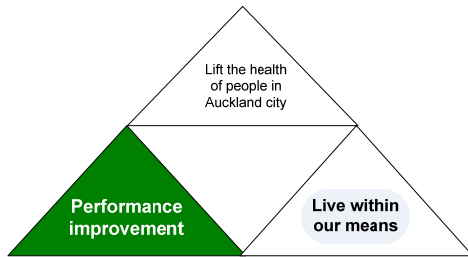 Lift the health
of people in
Auckland city
Performance
improvement
Live within
our means